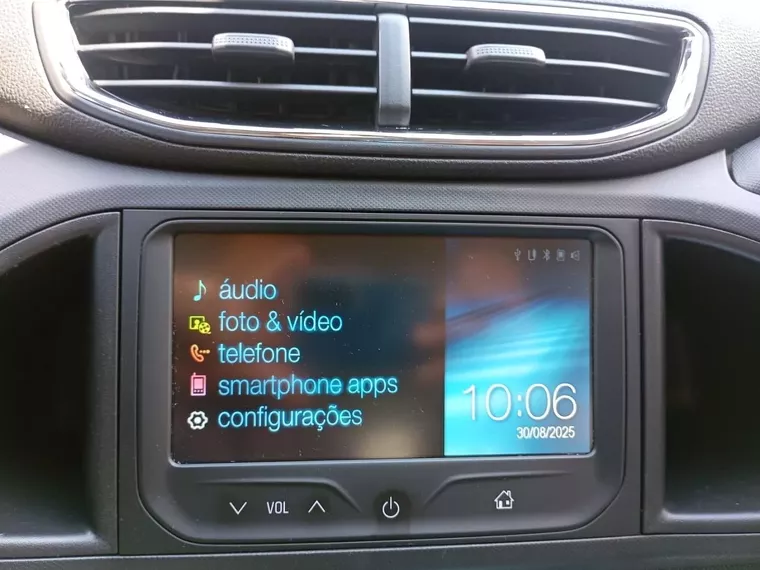 áudio
foto & vídeo
telefone
smartphone apps
configurações
10:06
30/08/2025
VOL